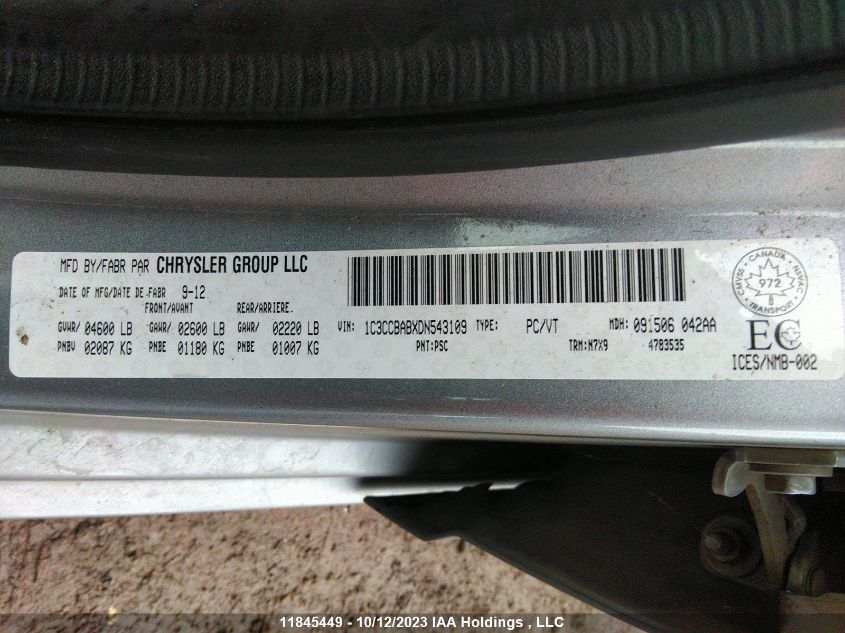 MFD BY/FABR PAR CHRYSLER GROUP LLC
DATE OF MFG/DATE DE FABR 9-12
FRONT/AVANT REAR/ARRIERE.
GVWR/ 04600 LB GAWR/ 02600 LB GAWR/ 02220 LB
PNBV 02087 KG PNBE 01180 KG PNBE 01007 KG
VIN: 1C3CCBABXDN543109 TYPE: PC/VT MDH: 091506 042AA
PNT:PSC TRM:M7X9 4783535
CMVSS · CANADA · NSVAC
972
TRANSPORT
EC
ICES/NMB-002
11845449 - 10/12/2023 IAA Holdings , LLC